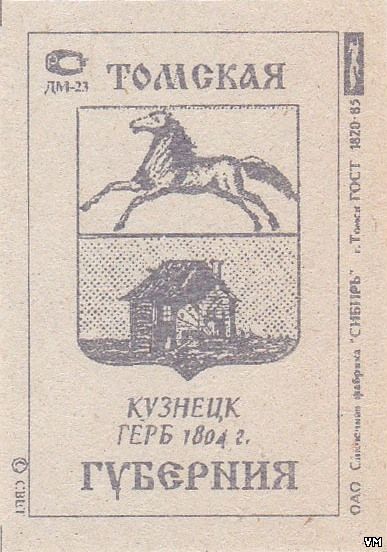 ДМ-23
ТОМСКАЯ
КУЗНЕЦК
ГЕРБ 1804 г.
ГУБЕРНИЯ
© СВЕТ
ОАО Спичечная фабрика "СИБИРЬ" г. Томск ГОСТ 1820-85
VM